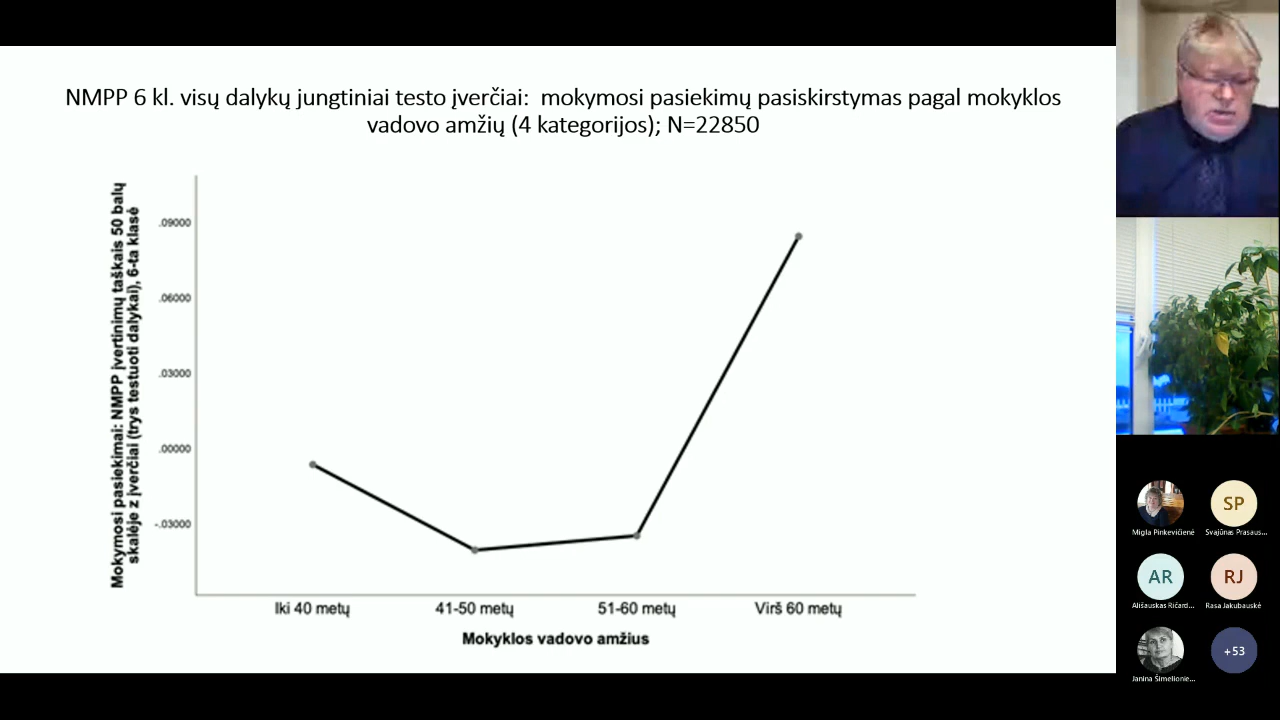 NMPP 6 kl. visų dalykų jungtiniai testo įverčiai:  mokymosi pasiekimų pasiskirstymas pagal mokyklos
vadovo amžių (4 kategorijos); N=22850
Mokymosi pasiekimai: NMPP įvertinimų taškais 50 balų
skalėje z įverčiai (trys testuoti dalykai), 6-ta klasė
.09000
.06000
.03000
.00000
-.03000
Iki 40 metų
41-50 metų
51-60 metų
Virš 60 metų
Mokyklos vadovo amžius
Migla Pinkevičienė
SP
Svajūnas Prasaus...
AR
Ališauskas Ričard...
RJ
Rasa Jakubauskė
Janina Šimelionie...
+53